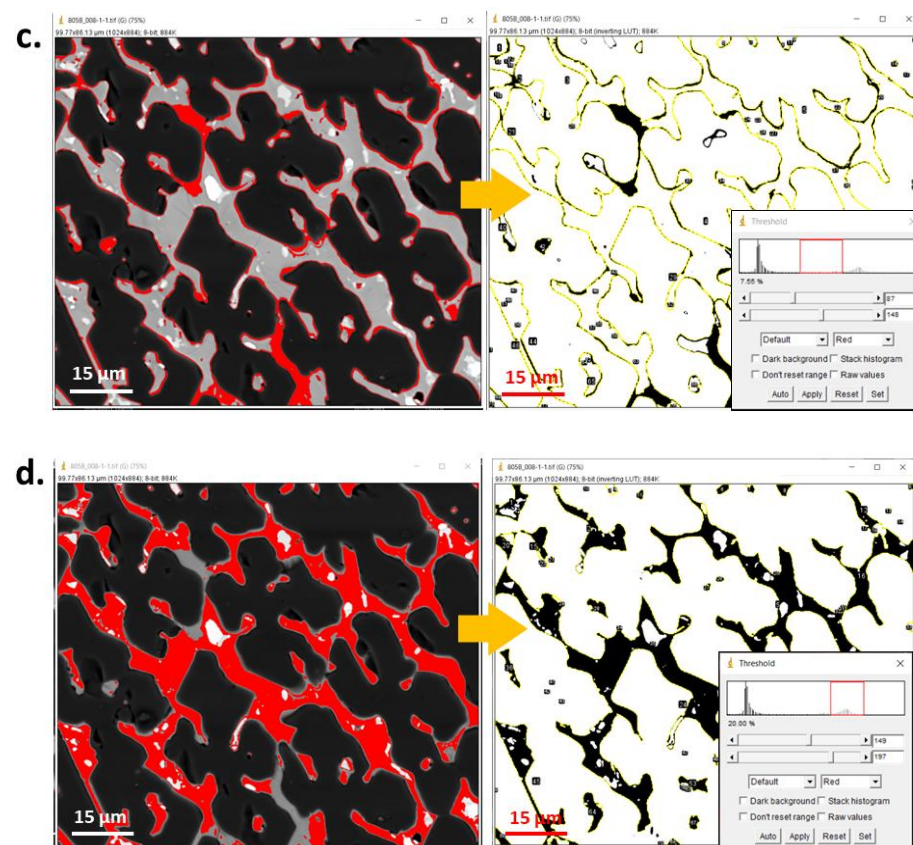 c.
805B_008-1-1.tif (G) (75%)
99.77x86.13 µm (1024x884); 8-bit; 884K
15 µm
805B_008-1-1.tif (G) (75%)
99.77x86.13 µm (1024x884); 8-bit (inverting LUT); 884K
15 µm
Threshold
7.55 %
87
148
Default
Red
Dark background
Stack histogram
Don't reset range
Raw values
Auto
Apply
Reset
Set
d.
805B_008-1-1.tif (G) (75%)
99.77x86.13 µm (1024x884); 8-bit; 884K
15 µm
805B_008-1-1.tif (G) (75%)
99.77x86.13 µm (1024x884); 8-bit (inverting LUT); 884K
15 µm
Threshold
20.00 %
149
197
Default
Red
Dark background
Stack histogram
Don't reset range
Raw values
Auto
Apply
Reset
Set